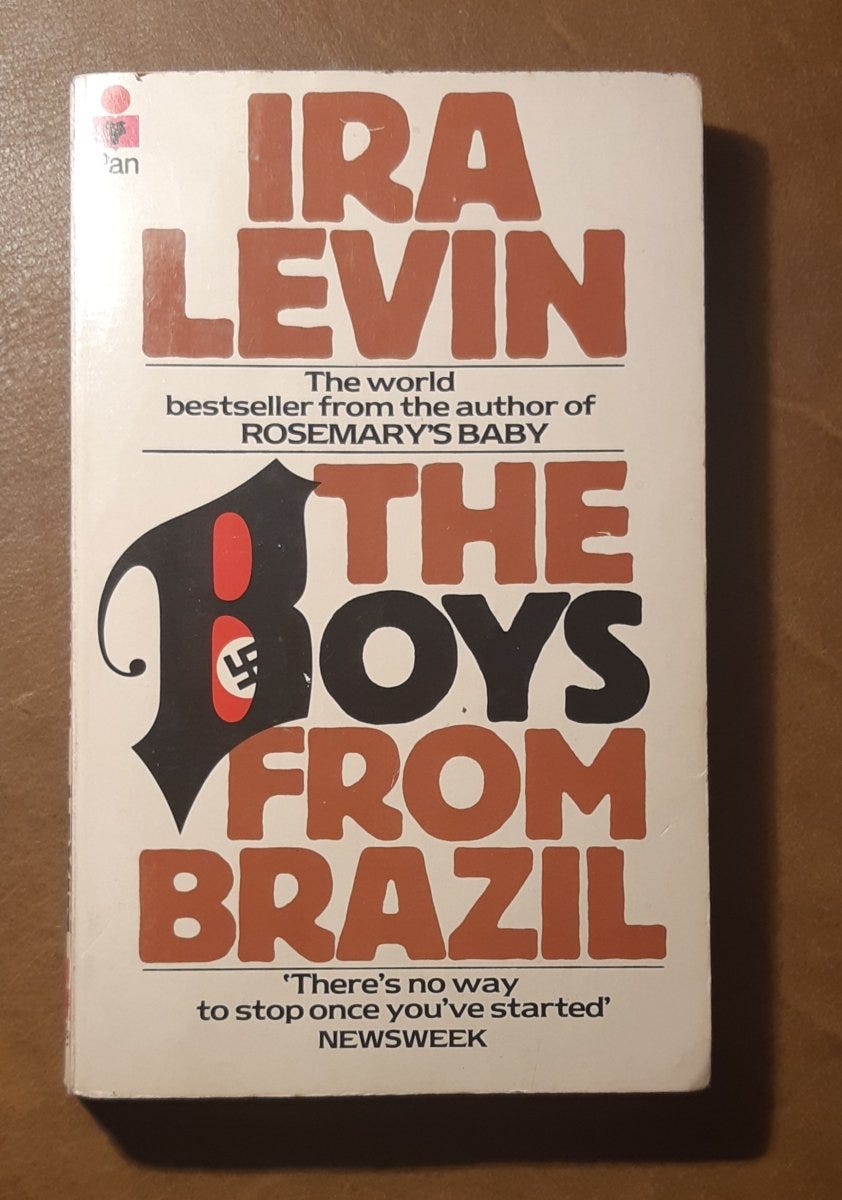 Pan
IRA
LEVIN
The world
bestseller from the author of
ROSEMARY'S BABY
THE
BOYS
FROM
BRAZIL
'There's no way
to stop once you've started'
NEWSWEEK